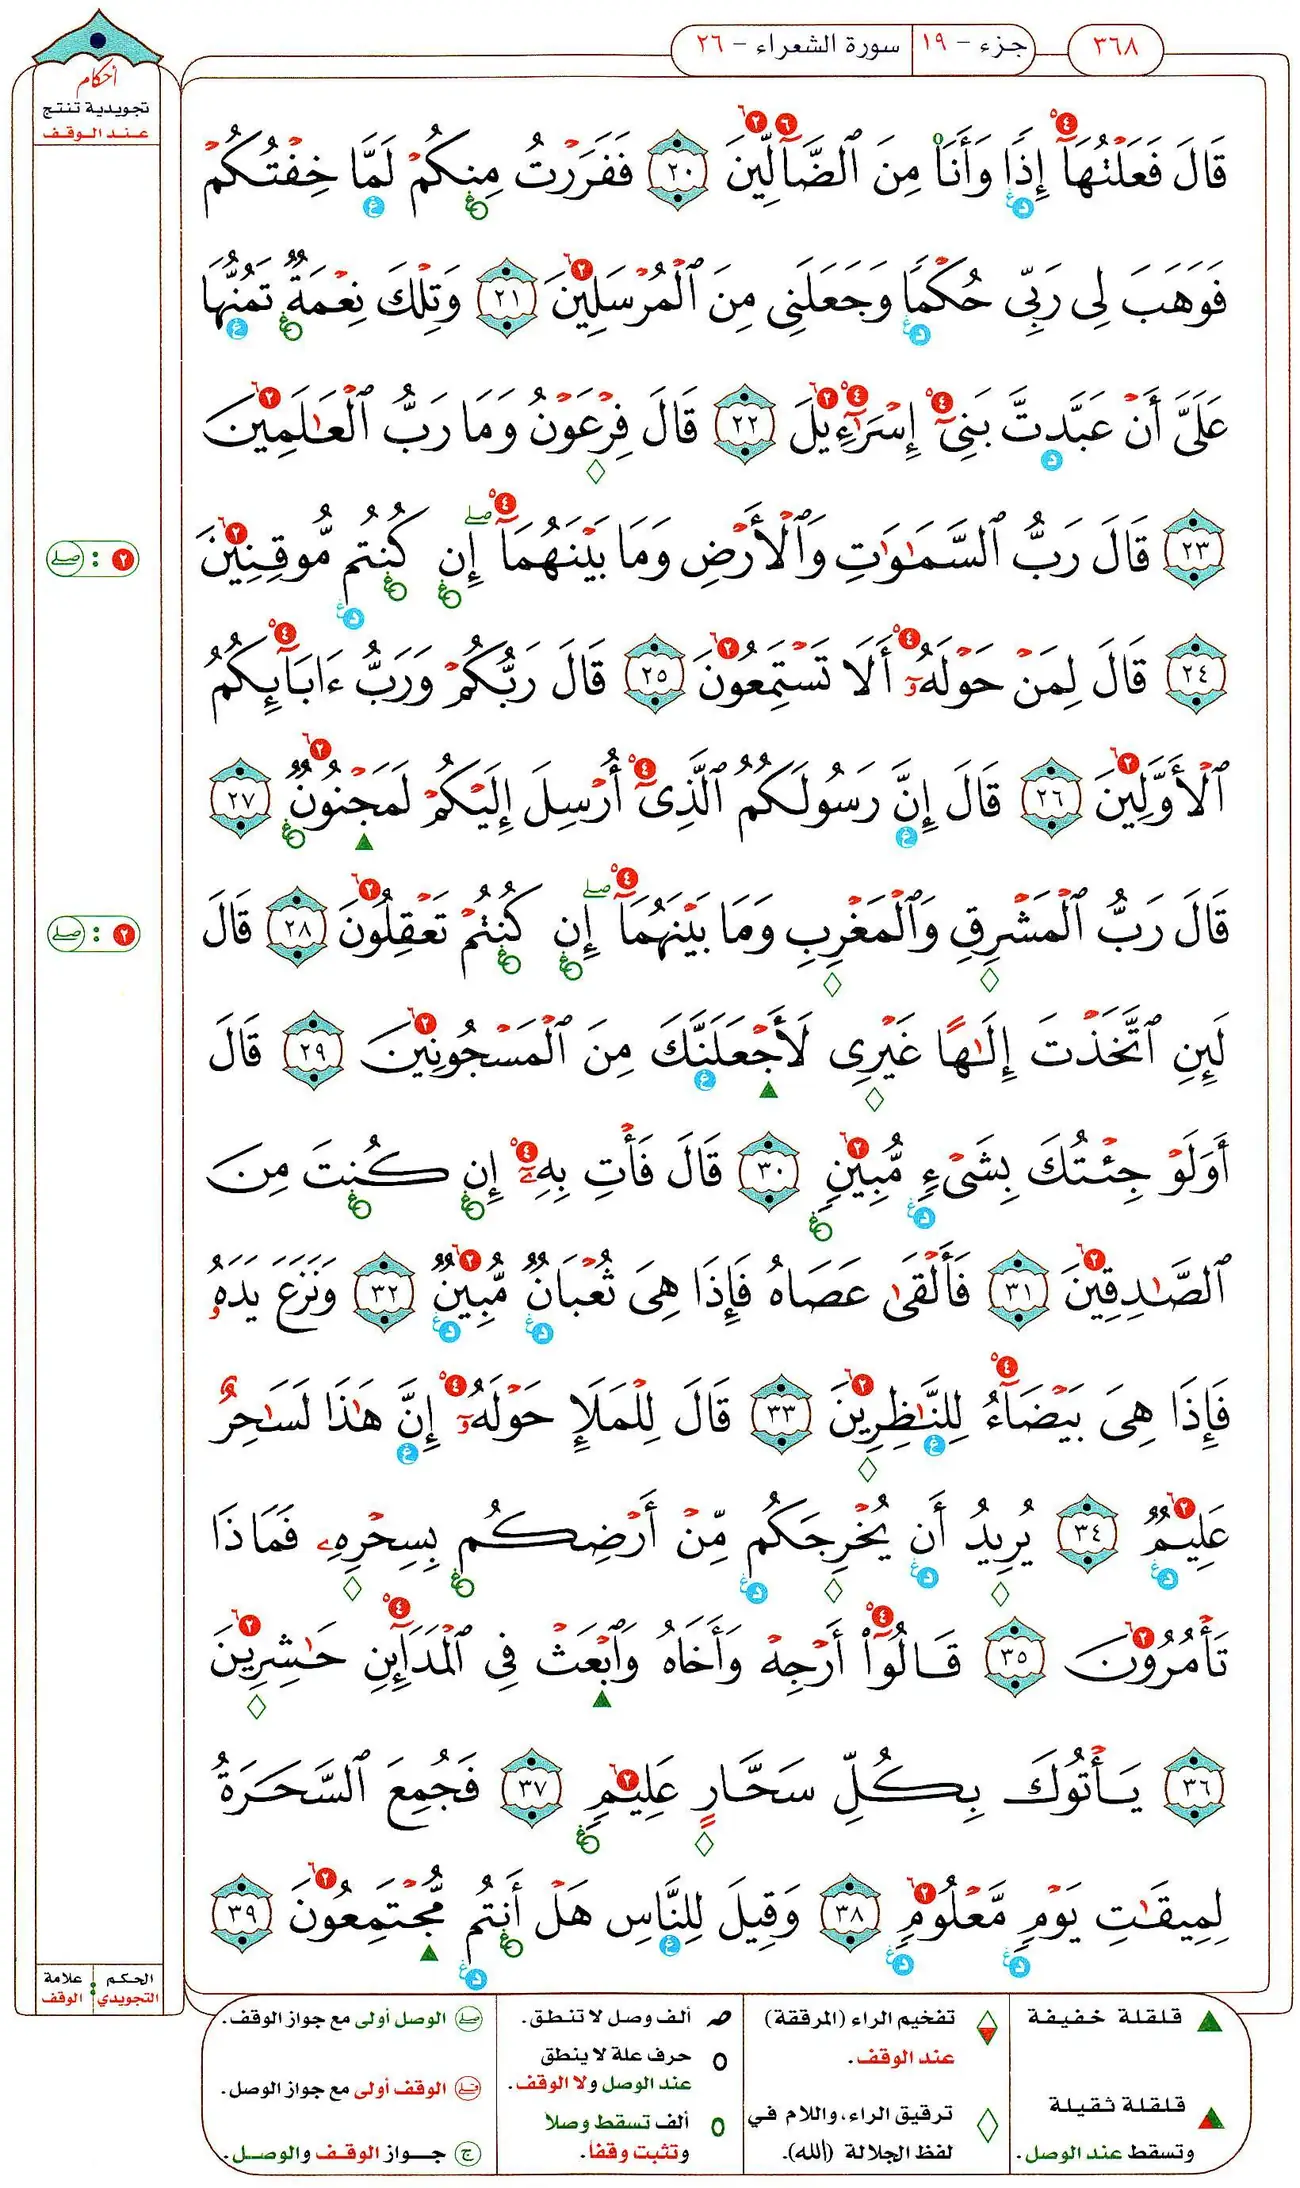 ٣٦٨
جزء - ١٩
سورة الشعراء - ٢٦
أحكام
تجويدية تنتج
عند الوقف
قَالَ فَعَلْتُهَآ إِذًا وَأَنَا۠ مِنَ ٱلضَّآلِّينَ ٢٠ فَفَرَرْتُ مِنكُمْ لَمَّا خِفْتُكُمْ
فَوَهَبَ لِى رَبِّى حُكْمًا وَجَعَلَنِى مِنَ ٱلْمُرْسَلِينَ ٢١ وَتِلْكَ نِعْمَةٌ تَمُنُّهَا
عَلَىَّ أَنْ عَبَّدتَّ بَنِىٓ إِسْرَٰٓءِيلَ ٢٢ قَالَ فِرْعَوْنُ وَمَا رَبُّ ٱلْعَٰلَمِينَ
٢٣ قَالَ رَبُّ ٱلسَّمَٰوَٰتِ وَٱلْأَرْضِ وَمَا بَيْنَهُمَآ ۖ إِن كُنتُم مُّوقِنِينَ
٢ : صلى
٢٤ قَالَ لِمَنْ حَوْلَهُۥٓ أَلَا تَسْتَمِعُونَ ٢٥ قَالَ رَبُّكُمْ وَرَبُّ ءَابَآئِكُمُ
ٱلْأَوَّلِينَ ٢٦ قَالَ إِنَّ رَسُولَكُمُ ٱلَّذِىٓ أُرْسِلَ إِلَيْكُمْ لَمَجْنُونٌ ٢٧
قَالَ رَبُّ ٱلْمَشْرِقِ وَٱلْمَغْرِبِ وَمَا بَيْنَهُمَآ ۖ إِن كُنتُمْ تَعْقِلُونَ ٢٨ قَالَ
٢ : صلى
لَئِنِ ٱتَّخَذْتَ إِلَٰهًا غَيْرِى لَأَجْعَلَنَّكَ مِنَ ٱلْمَسْجُونِينَ ٢٩ قَالَ
أَوَلَوْ جِئْتُكَ بِشَىْءٍ مُّبِينٍ ٣٠ قَالَ فَأْتِ بِهِۦٓ إِن كُنتَ مِنَ
ٱلصَّٰدِقِينَ ٣١ فَأَلْقَىٰ عَصَاهُ فَإِذَا هِىَ ثُعْبَانٌ مُّبِينٌ ٣٢ وَنَزَعَ يَدَهُۥ
فَإِذَا هِىَ بَيْضَآءُ لِلنَّٰظِرِينَ ٣٣ قَالَ لِلْمَلَإِ حَوْلَهُۥٓ إِنَّ هَٰذَا لَسَٰحِرٌ
عَلِيمٌ ٣٤ يُرِيدُ أَن يُخْرِجَكُم مِّنْ أَرْضِكُم بِسِحْرِهِۦ فَمَاذَا
تَأْمُرُونَ ٣٥ قَالُوٓا۟ أَرْجِهْ وَأَخَاهُ وَٱبْعَثْ فِى ٱلْمَدَآئِنِ حَٰشِرِينَ
٣٦ يَأْتُوكَ بِكُلِّ سَحَّارٍ عَلِيمٍ ٣٧ فَجُمِعَ ٱلسَّحَرَةُ
لِمِيقَٰتِ يَوْمٍ مَّعْلُومٍ ٣٨ وَقِيلَ لِلنَّاسِ هَلْ أَنتُم مُّجْتَمِعُونَ ٣٩
الحكم التجويدي : علامة الوقف
قلقلة خفيفة
قلقلة ثقيلة
وتسقط عند الوصل.
تفخيم الراء (المرققة)
عند الوقف.
ترقيق الراء، واللام في
لفظ الجلالة (الله).
ألف وصل لا تنطق.
حرف علة لا ينطق
عند الوصل ولا الوقف.
ألف تسقط وصلاً
وتثبت وقفاً.
صلى الوصل أولى مع جواز الوقف.
قلى الوقف أولى مع جواز الوصل.
ج جواز الوقف والوصل.